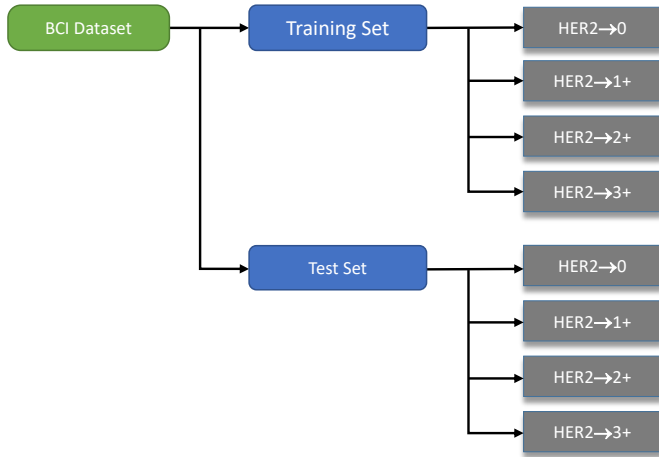 BCI Dataset
Training Set
HER2→0
HER2→1+
HER2→2+
HER2→3+
Test Set
HER2→0
HER2→1+
HER2→2+
HER2→3+